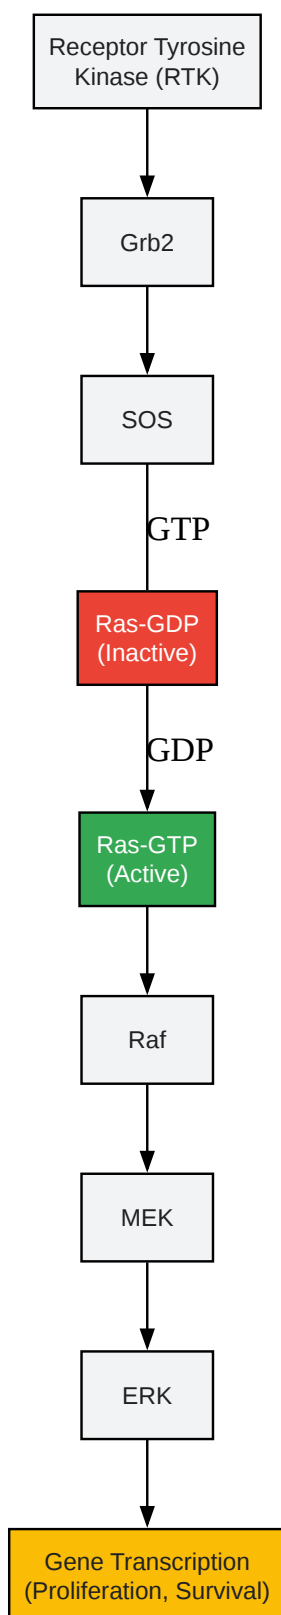 Receptor Tyrosine
Kinase (RTK)
Grb2
SOS
GTP
Ras-GDP
(Inactive)
GDP
Ras-GTP
(Active)
Raf
MEK
ERK
Gene Transcription
(Proliferation, Survival)